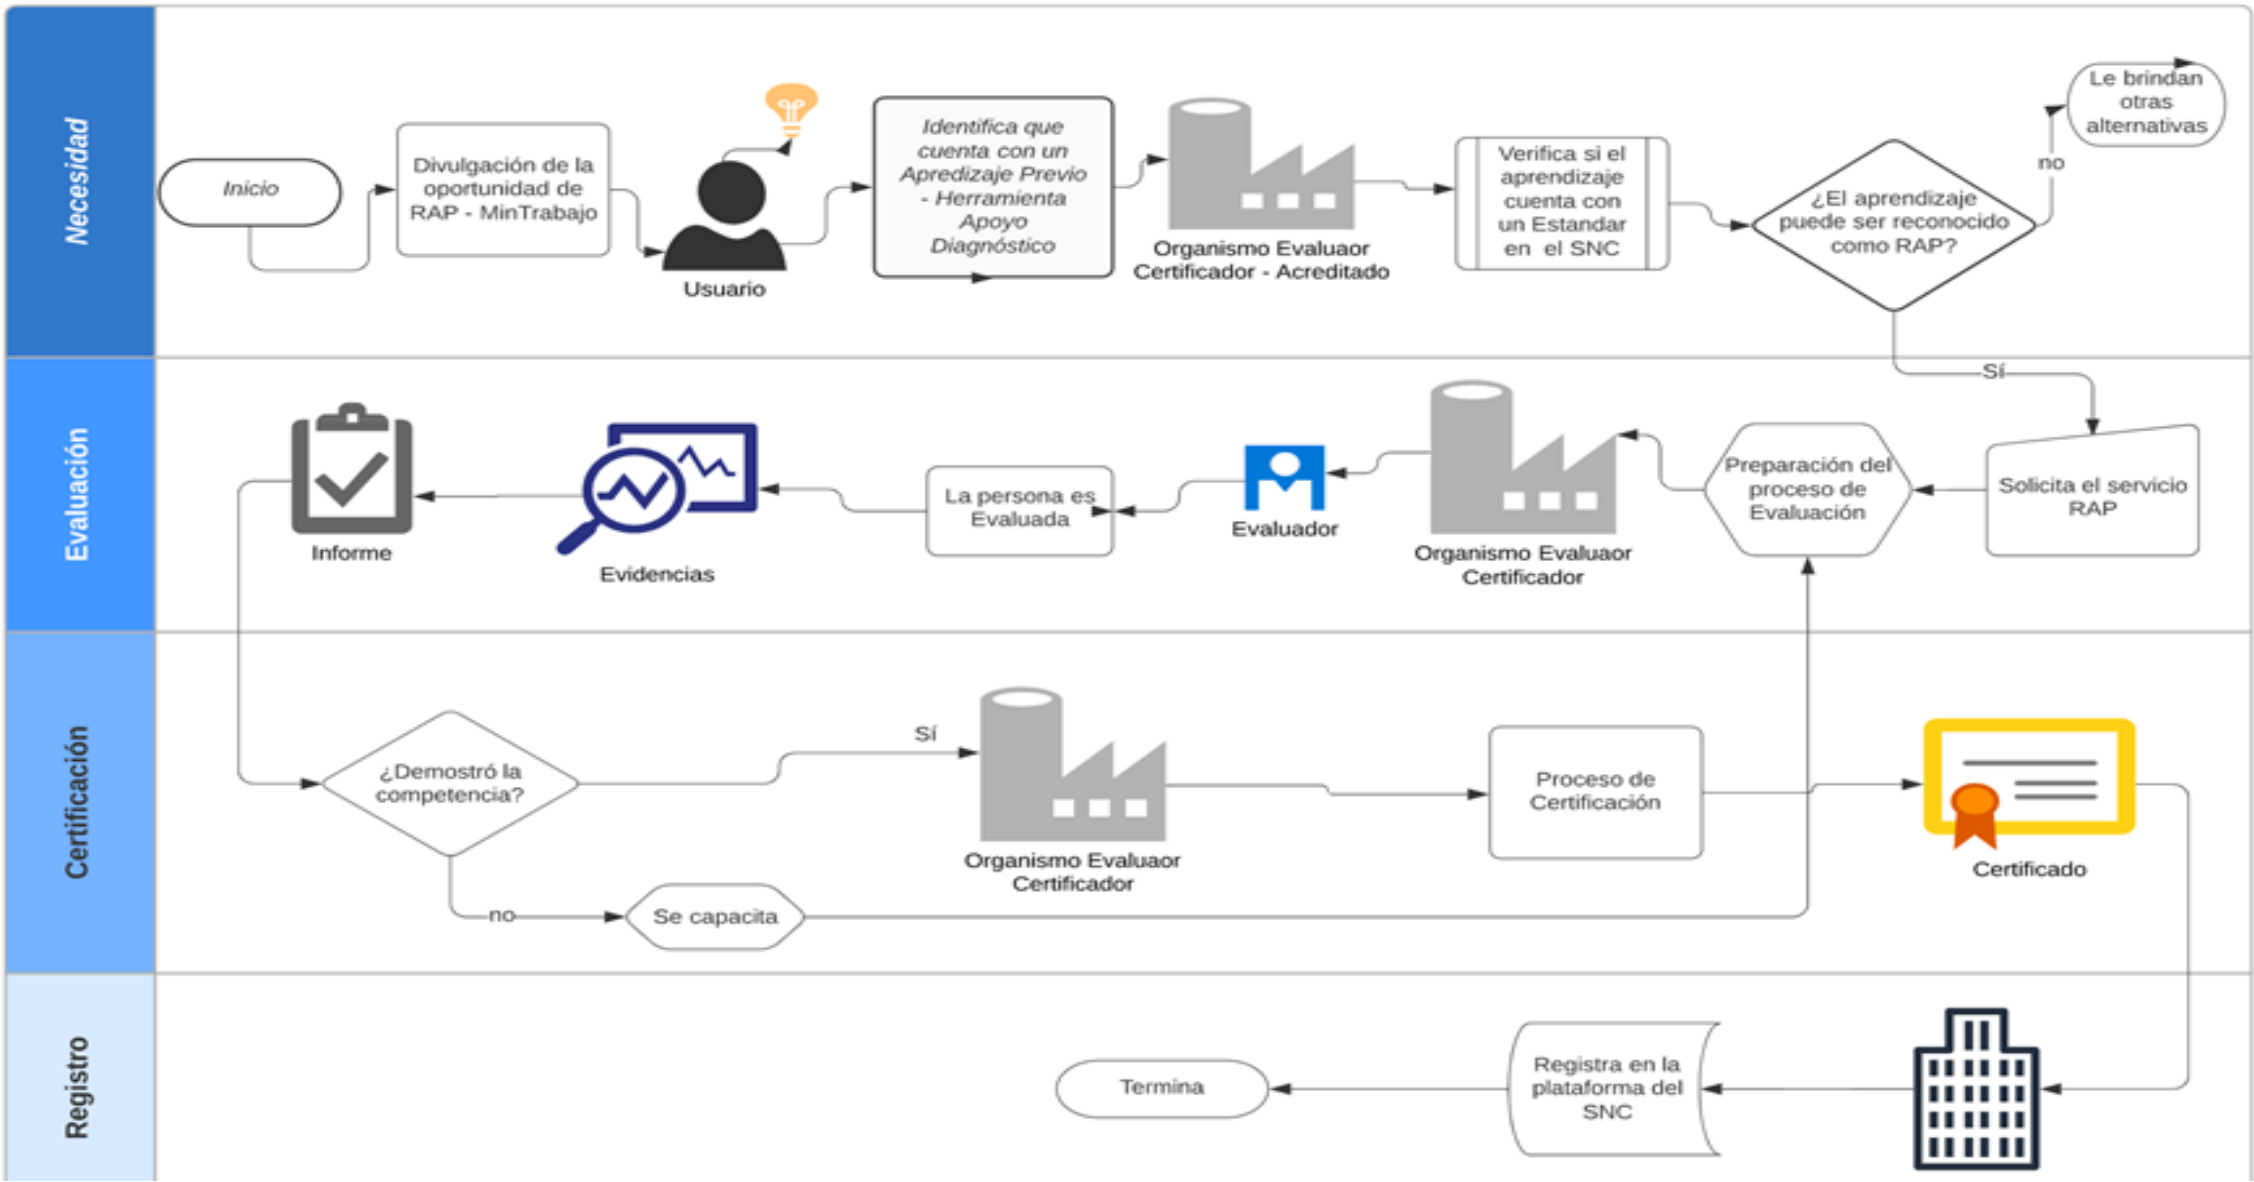 Necesidad
Inicio
Divulgación de la
oportunidad de
RAP - MinTrabajo
Usuario
Identifica que
cuenta con un
Apredizaje Previo
- Herramienta
Apoyo
Diagnóstico
Organismo Evaluaor
Certificador - Acreditado
Verifica si el
aprendizaje
cuenta con
un Estandar
en el SNC
¿El aprendizaje
puede ser reconocido
como RAP?
no
Le brindan
otras
alternativas
Sí
Evaluación
Solicita el servicio
RAP
Preparación del
proceso de
Evaluación
Organismo Evaluaor
Certificador
Evaluador
La persona es
Evaluada
Evidencias
Informe
Certificación
¿Demostró la
competencia?
Sí
Organismo Evaluaor
Certificador
Proceso de
Certificación
Certificado
no
Se capacita
Registro
Registra en la
plataforma del
SNC
Termina